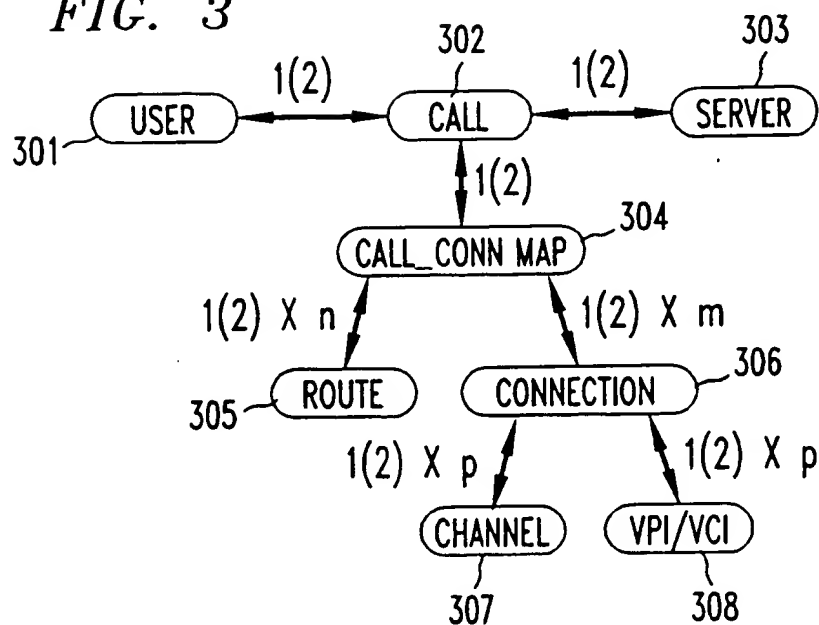 FIG. 3
302
303
1(2)
1(2)
USER
CALL
SERVER
301
1(2)
304
CALL_CONN MAP
1(2) X n
1(2) X m
306
ROUTE
CONNECTION
305
1(2) X p
1(2) X p
CHANNEL
VPI/VCI
307
308